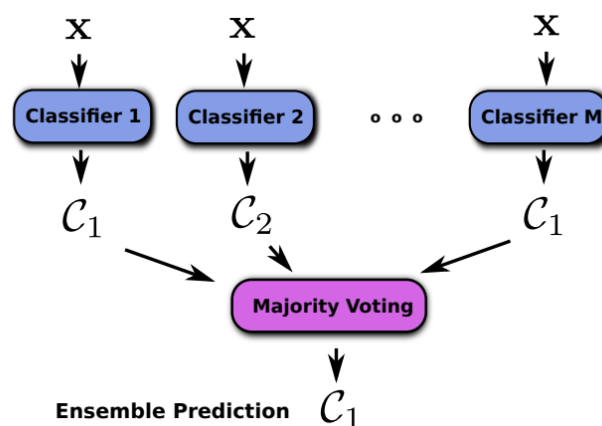 x x x
Classifier 1 Classifier 2 o o o Classifier M
𝒞₁ 𝒞₂ 𝒞₁
Majority Voting
Ensemble Prediction 𝒞₁